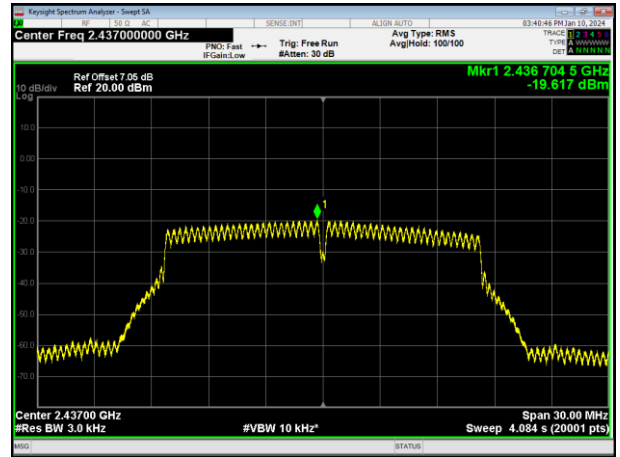 Keysight Spectrum Analyzer - Swept SA
RF 50 Ω AC SENSE:INT ALIGN AUTO 03:40:46 PM Jan 10, 2024
Center Freq 2.437000000 GHz Avg Type: RMS TRACE 1 2 3 4 5 6
PNO: Fast Trig: Free Run Avg|Hold: 100/100 TYPE A WWWWW
IFGain:Low #Atten: 30 dB DET A N N N N N
Ref Offset 7.05 dB Mkr1 2.436 704 5 GHz
10 dB/div Ref 20.00 dBm -19.617 dBm
Log
10.0
0.00
1
-10.0
-20.0
-30.0
-40.0
-50.0
-60.0
-70.0
Center 2.43700 GHz Span 30.00 MHz
#Res BW 3.0 kHz #VBW 10 kHz* Sweep 4.084 s (20001 pts)
MSG STATUS